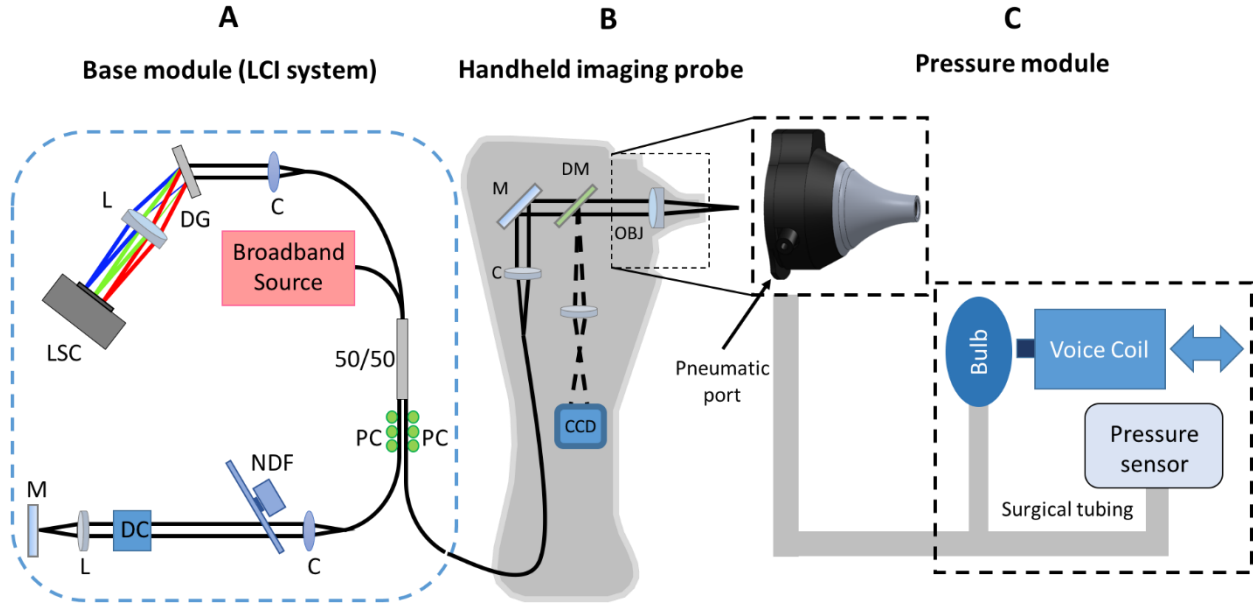 A
Base module (LCI system)
L
DG
C
Broadband
Source
LSC
50/50
PC
PC
NDF
M
DC
L
C
B
Handheld imaging probe
DM
M
OBJ
C
CCD
C
Pressure module
Pneumatic
port
Bulb
Voice Coil
Pressure
sensor
Surgical tubing